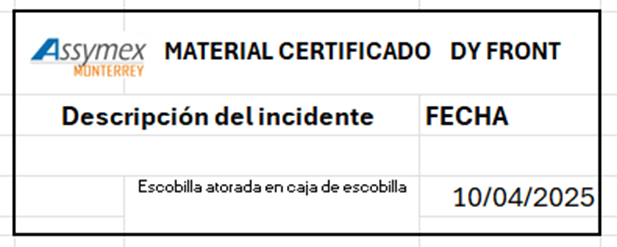 Assymex MATERIAL CERTIFICADO DY FRONT
MONTERREY
Descripción del incidente FECHA
Escobilla atorada en caja de escobilla 10/04/2025